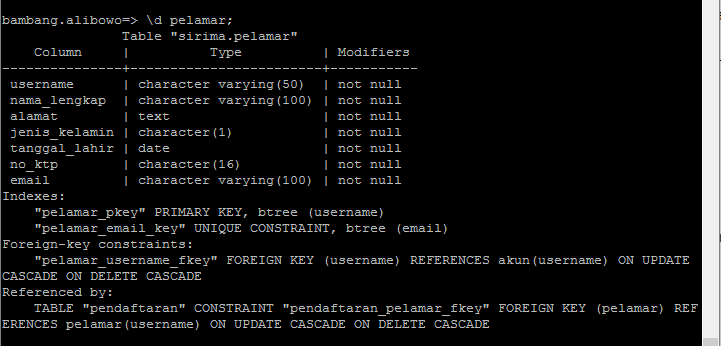 bambang.alibowo=> \d pelamar;
               Table "sirima.pelamar"
    Column     |          Type          | Modifiers
---------------+------------------------+-----------
 username      | character varying(50)  | not null
 nama_lengkap  | character varying(100) | not null
 alamat        | text                   | not null
 jenis_kelamin | character(1)           | not null
 tanggal_lahir | date                   | not null
 no_ktp        | character(16)          | not null
 email         | character varying(100) | not null
Indexes:
    "pelamar_pkey" PRIMARY KEY, btree (username)
    "pelamar_email_key" UNIQUE CONSTRAINT, btree (email)
Foreign-key constraints:
    "pelamar_username_fkey" FOREIGN KEY (username) REFERENCES akun(username) ON UPDATE
CASCADE ON DELETE CASCADE
Referenced by:
    TABLE "pendaftaran" CONSTRAINT "pendaftaran_pelamar_fkey" FOREIGN KEY (pelamar) REF
ERENCES pelamar(username) ON UPDATE CASCADE ON DELETE CASCADE